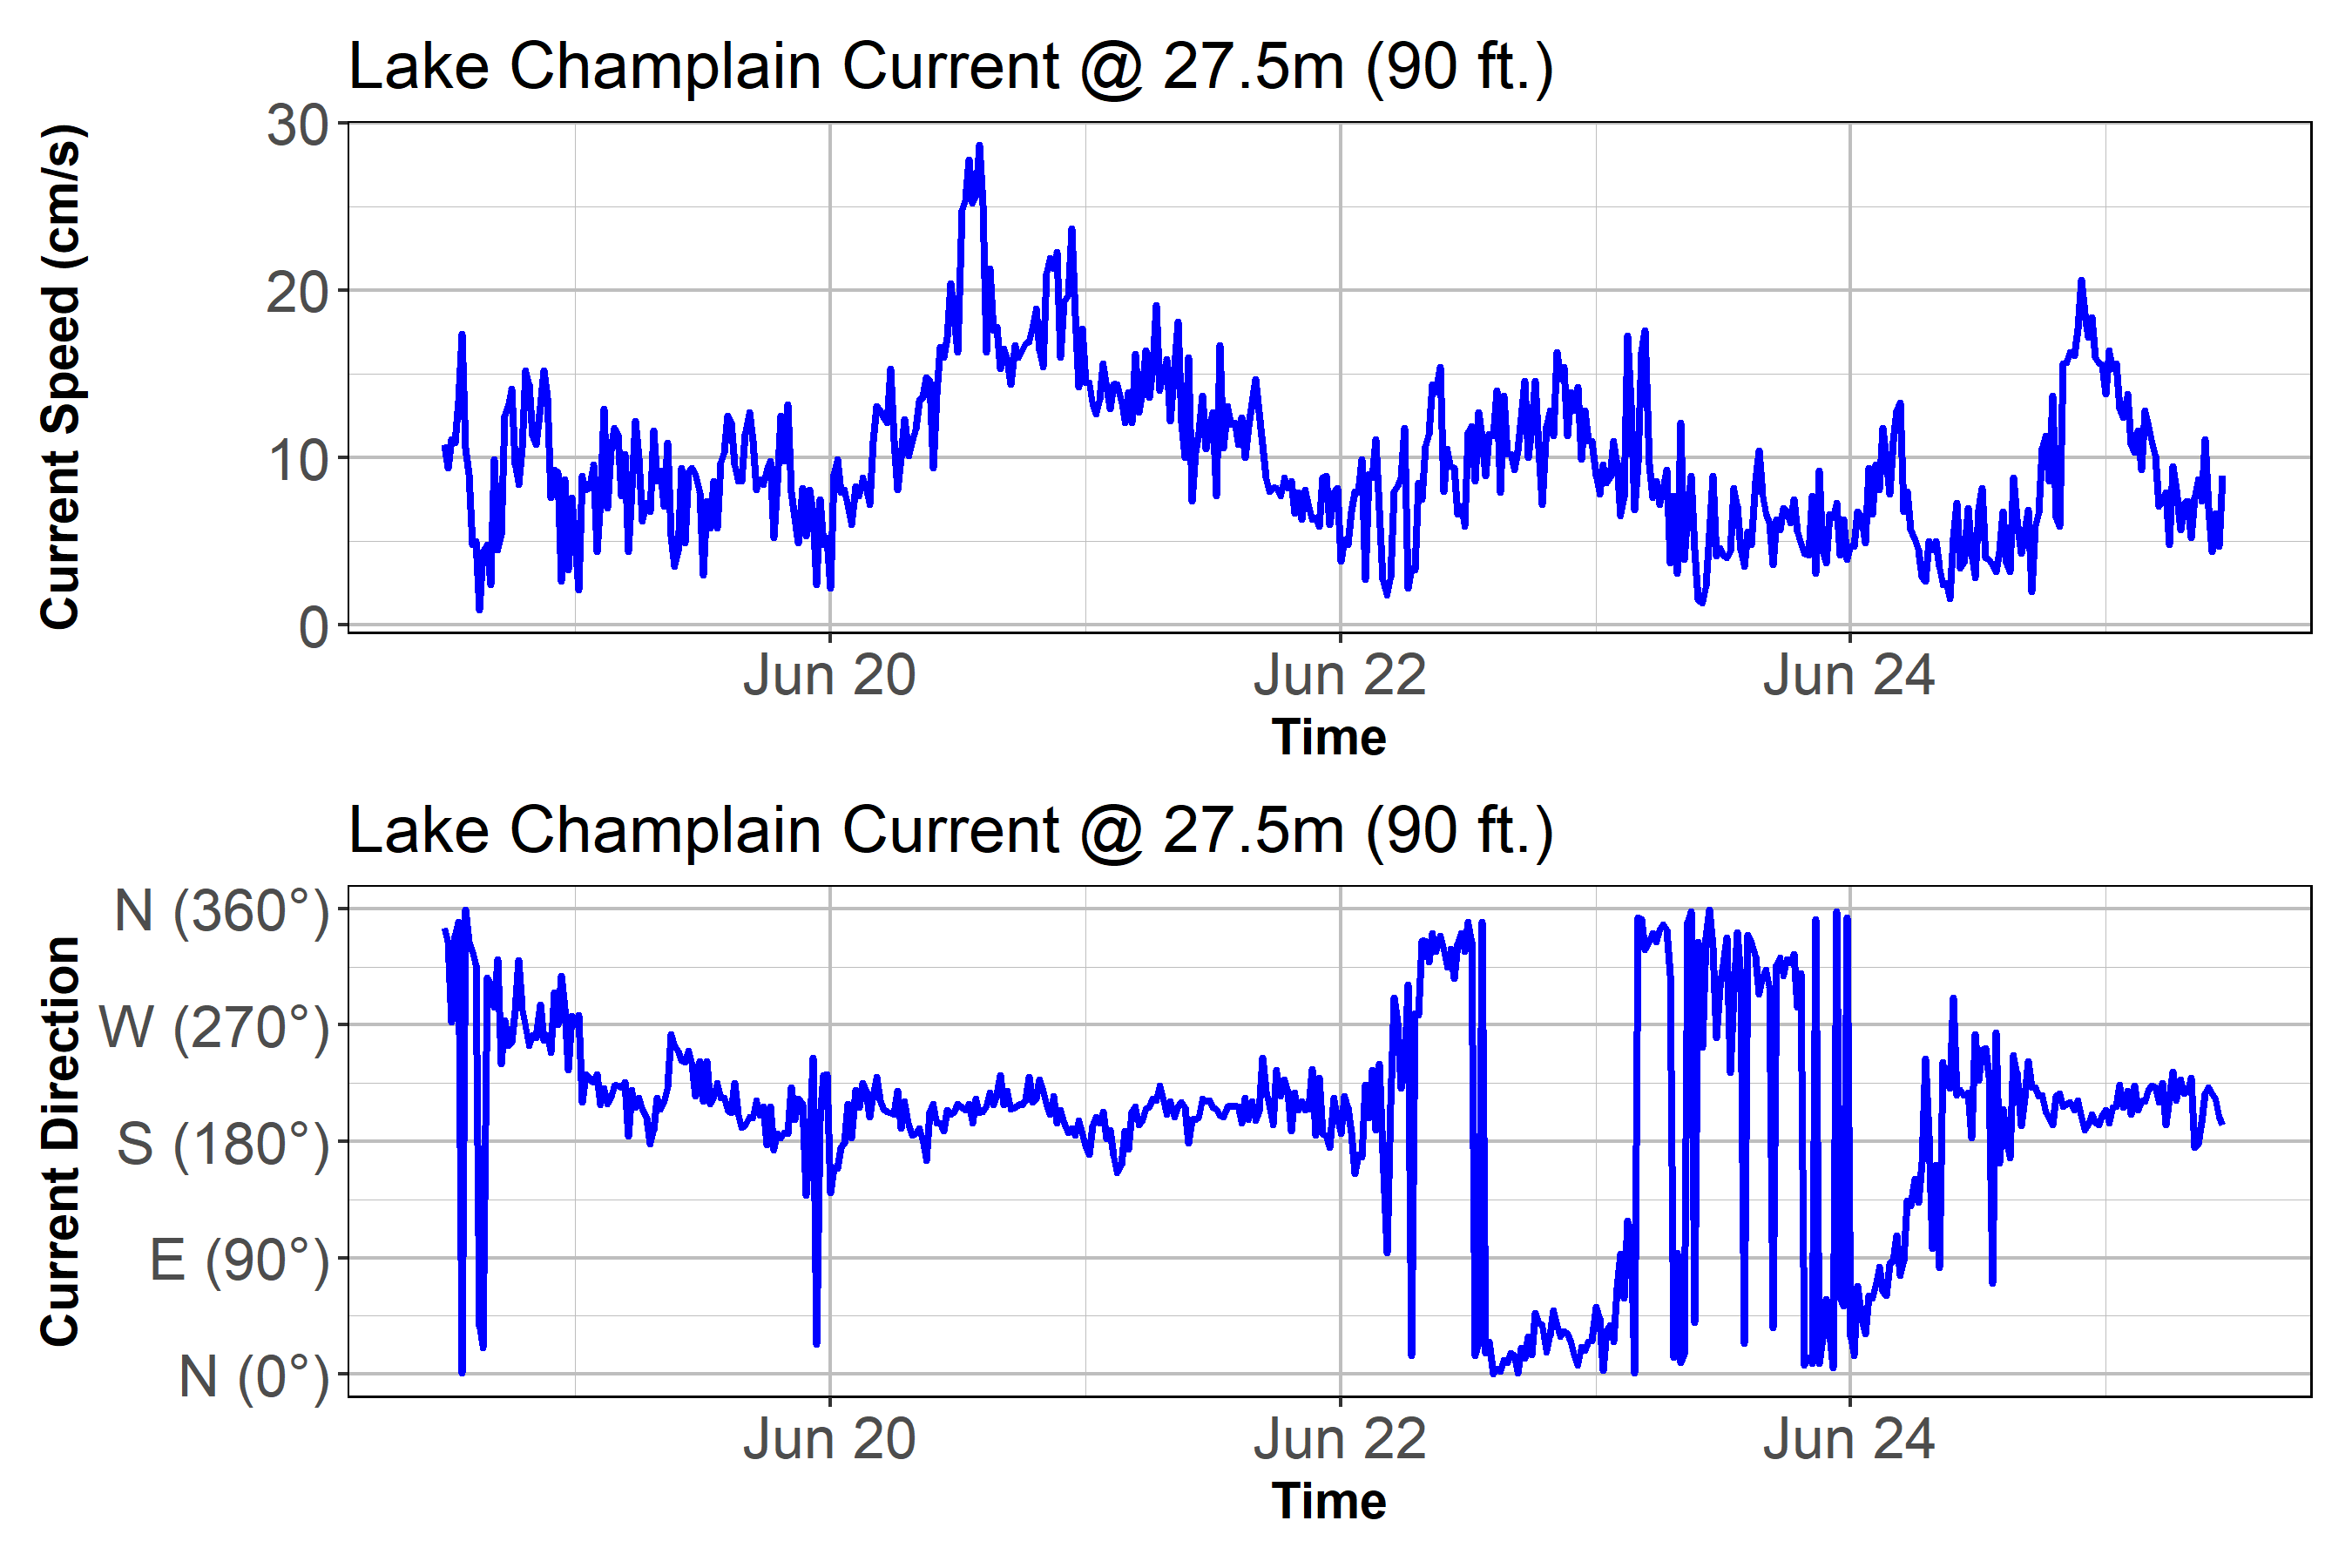 Lake Champlain Current @ 27.5m (90 ft.)
Current Speed (cm/s)
30
20
10
0
Jun 20 Jun 22 Jun 24
Time
Lake Champlain Current @ 27.5m (90 ft.)
Current Direction
N (360°)
W (270°)
S (180°)
E (90°)
N (0°)
Jun 20 Jun 22 Jun 24
Time